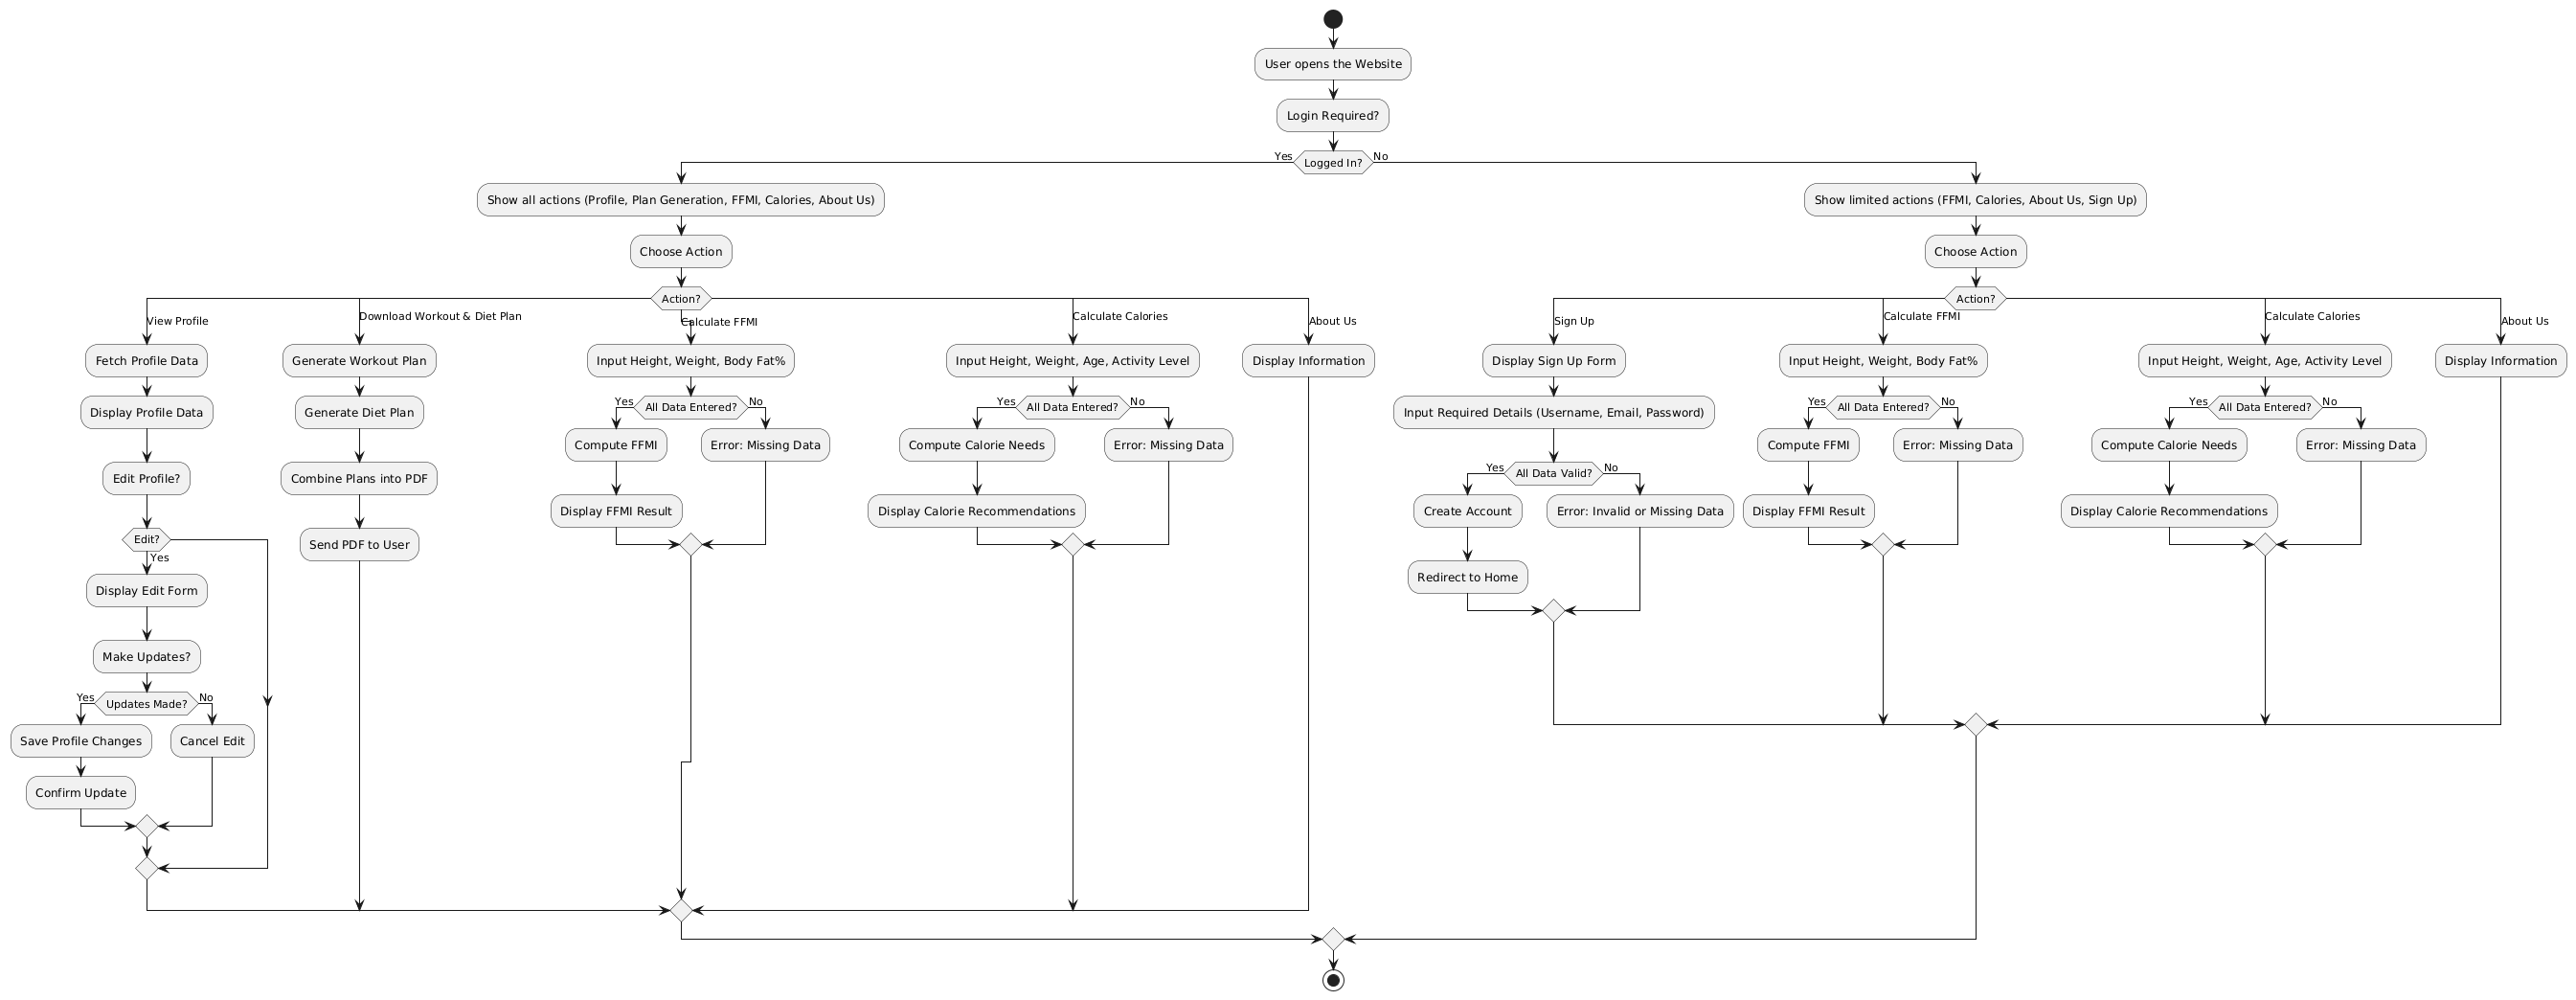 User opens the Website
Login Required?
Yes
Logged In?
No
Show all actions (Profile, Plan Generation, FFMI, Calories, About Us)
Choose Action
Action?
View Profile
Fetch Profile Data
Display Profile Data
Edit Profile?
Edit?
Yes
Display Edit Form
Make Updates?
Yes
Updates Made?
No
Save Profile Changes
Cancel Edit
Confirm Update
Download Workout & Diet Plan
Generate Workout Plan
Generate Diet Plan
Combine Plans into PDF
Send PDF to User
Calculate FFMI
Input Height, Weight, Body Fat%
Yes
All Data Entered?
No
Compute FFMI
Error: Missing Data
Display FFMI Result
Calculate Calories
Input Height, Weight, Age, Activity Level
Yes
All Data Entered?
No
Compute Calorie Needs
Error: Missing Data
Display Calorie Recommendations
About Us
Display Information
Show limited actions (FFMI, Calories, About Us, Sign Up)
Choose Action
Action?
Sign Up
Display Sign Up Form
Input Required Details (Username, Email, Password)
Yes
All Data Valid?
No
Create Account
Error: Invalid or Missing Data
Redirect to Home
Calculate FFMI
Input Height, Weight, Body Fat%
Yes
All Data Entered?
No
Compute FFMI
Error: Missing Data
Display FFMI Result
Calculate Calories
Input Height, Weight, Age, Activity Level
Yes
All Data Entered?
No
Compute Calorie Needs
Error: Missing Data
Display Calorie Recommendations
About Us
Display Information